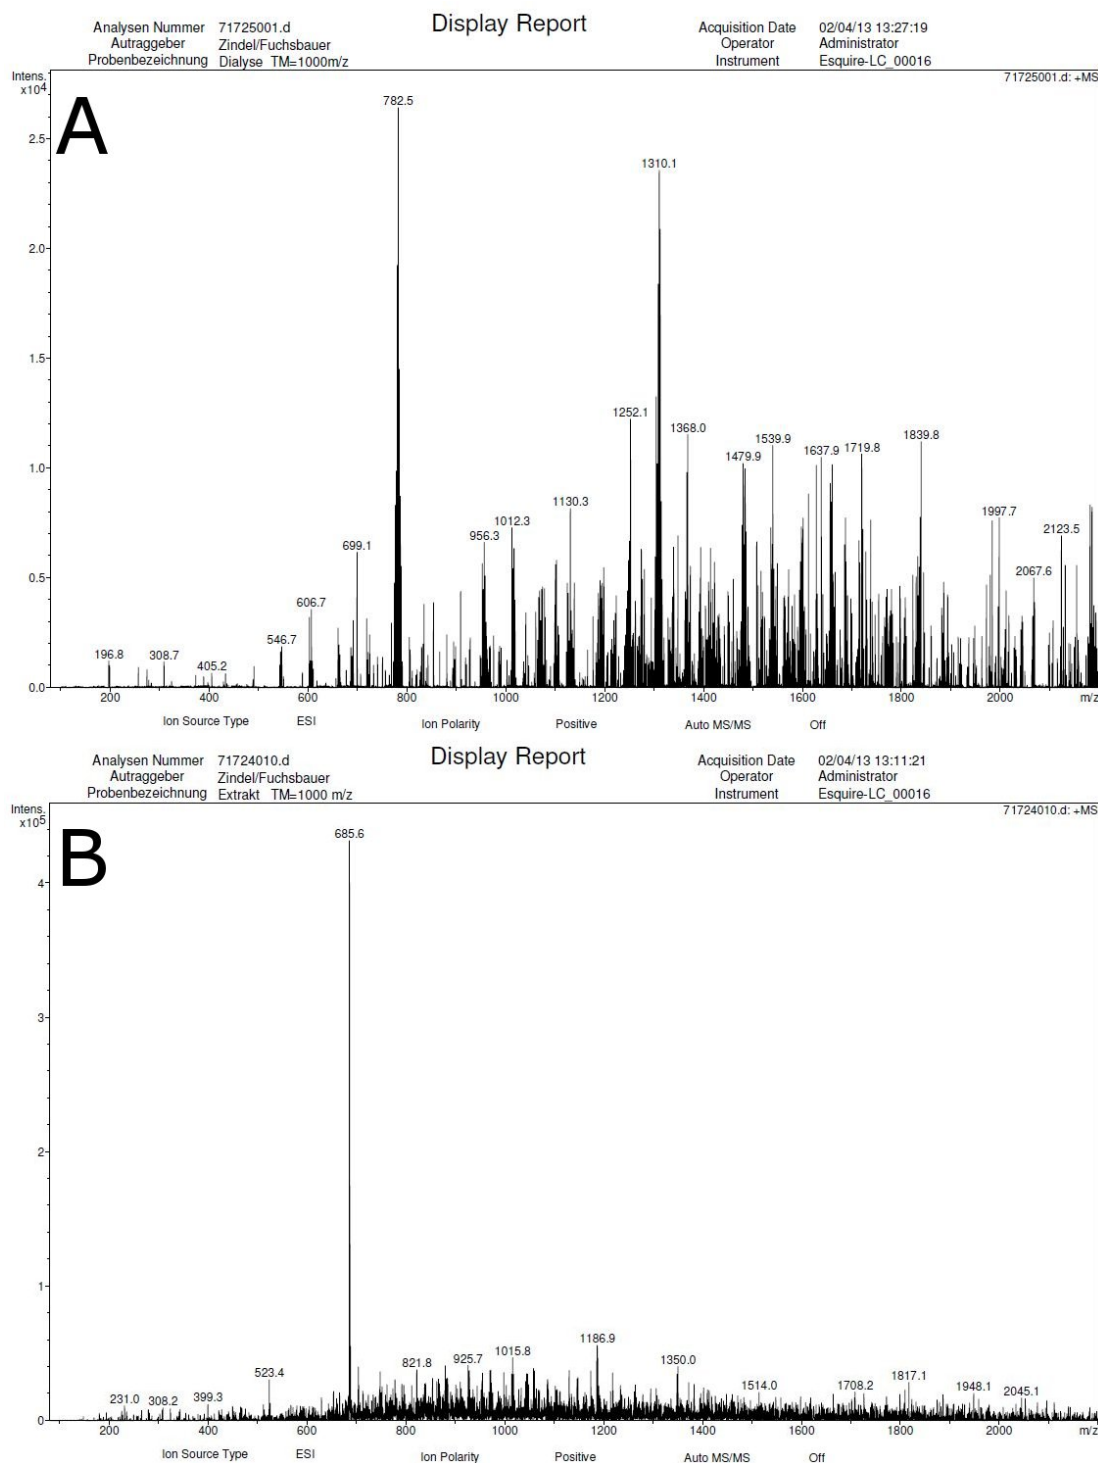 Display Report
Analysen Nummer 71725001.d Acquisition Date 02/04/13 13:27:19
Autraggeber Zindel/Fuchsbauer Operator Administrator
Probenbezeichnung Dialyse TM=1000m/z Instrument Esquire-LC_00016
Intens.
x10⁴
71725001.d: +MS
A
782.5
2.5
1310.1
2.0
1.5
1252.1
1368.0
1539.9
1839.8
1719.8
1637.9
1479.9
1.0
1130.3
1012.3
956.3
1997.7
2123.5
699.1
0.5
2067.6
606.7
546.7
196.8 308.7 405.2
0.0
200 400 600 800 1000 1200 1400 1600 1800 2000 m/z
Ion Source Type ESI Ion Polarity Positive Auto MS/MS Off
Display Report
Analysen Nummer 71724010.d Acquisition Date 02/04/13 13:11:21
Autraggeber Zindel/Fuchsbauer Operator Administrator
Probenbezeichnung Extrakt TM=1000 m/z Instrument Esquire-LC_00016
Intens.
x10⁵
71724010.d: +MS
B
685.6
4
3
2
1
1186.9
1015.8
821.8 925.7 1350.0
523.4
231.0 308.2 399.3 1514.0 1708.2 1817.1 1948.1 2045.1
0
200 400 600 800 1000 1200 1400 1600 1800 2000 m/z
Ion Source Type ESI Ion Polarity Positive Auto MS/MS Off